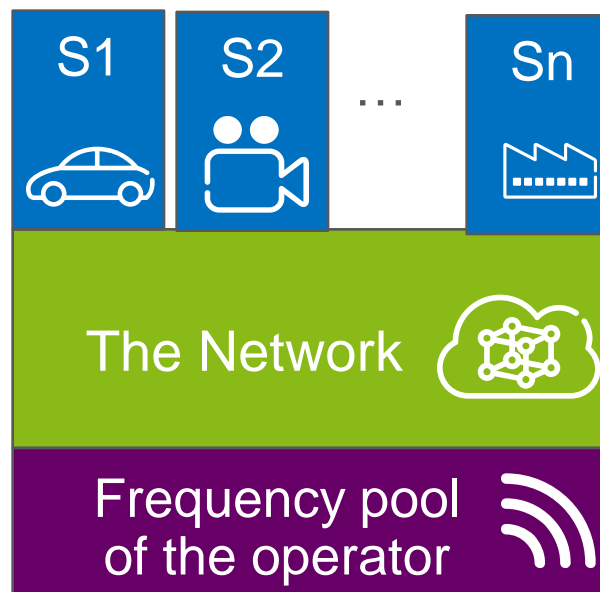 S1
S2
...
Sn
The Network
Frequency pool
of the operator